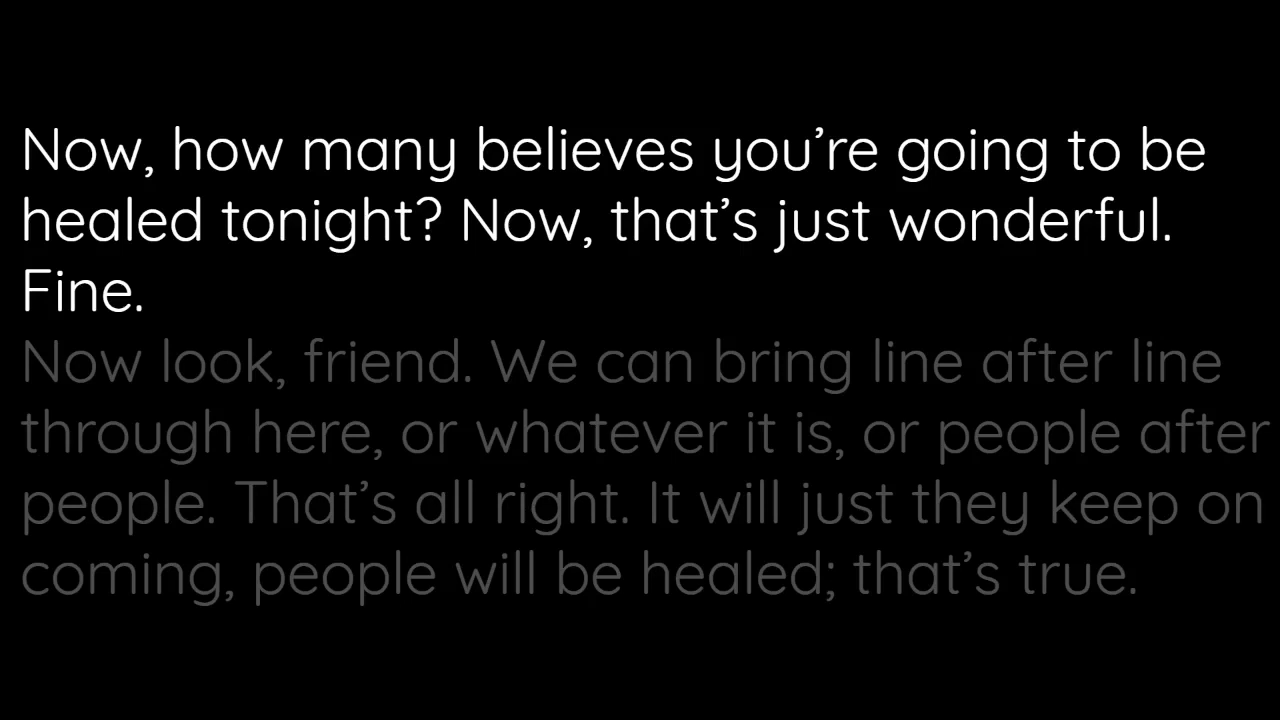 Now, how many believes you’re going to be
healed tonight? Now, that’s just wonderful.
Fine.
Now look, friend. We can bring line after line
through here, or whatever it is, or people after
people. That’s all right. It will just they keep on
coming, people will be healed; that’s true.